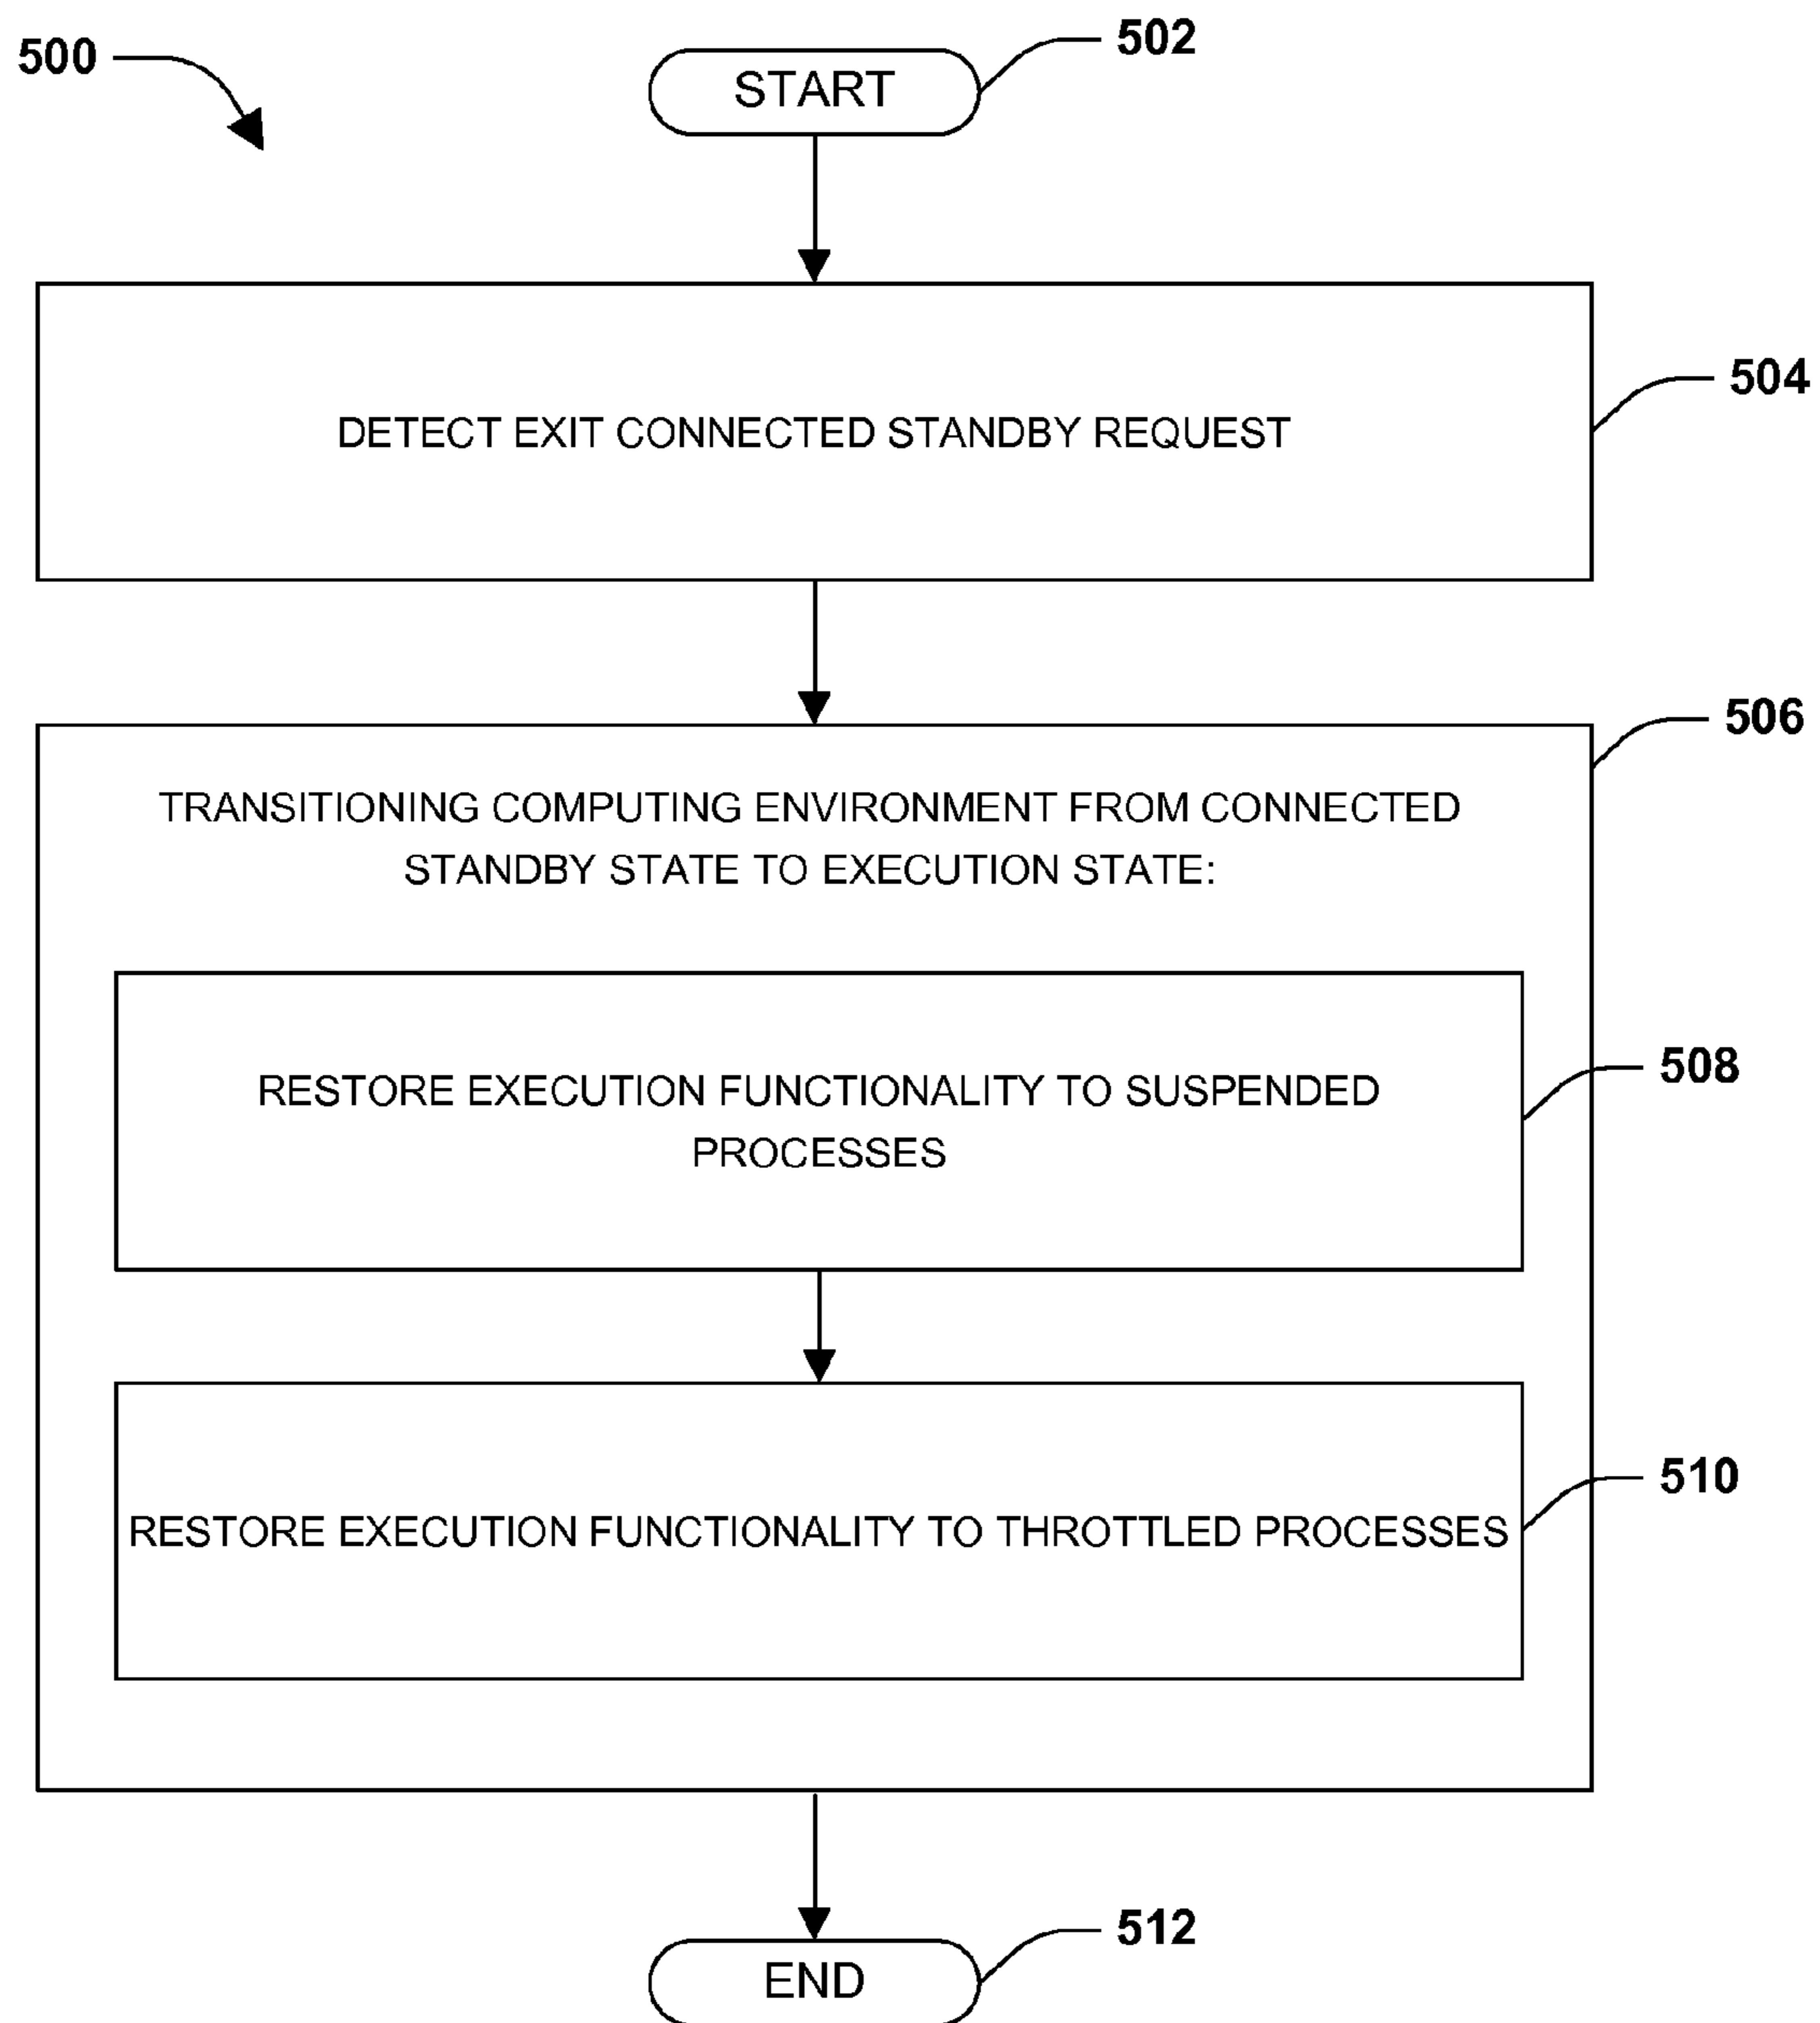 500
START
502
DETECT EXIT CONNECTED STANDBY REQUEST
504
506
TRANSITIONING COMPUTING ENVIRONMENT FROM CONNECTED
STANDBY STATE TO EXECUTION STATE:
RESTORE EXECUTION FUNCTIONALITY TO SUSPENDED
PROCESSES
508
RESTORE EXECUTION FUNCTIONALITY TO THROTTLED PROCESSES
510
END
512